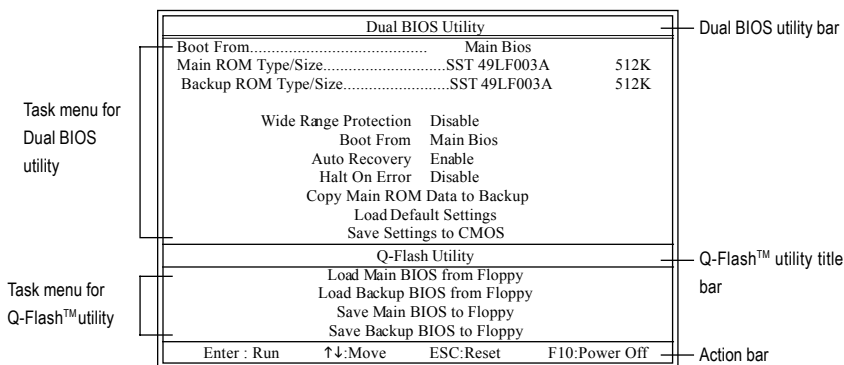 Dual BIOS Utility
Dual BIOS utility bar
Boot From......................................... Main Bios
Main ROM Type/Size.............................SST 49LF003A 512K
Backup ROM Type/Size.........................SST 49LF003A 512K
Task menu for
Dual BIOS
utility
Wide Range Protection Disable
Boot From Main Bios
Auto Recovery Enable
Halt On Error Disable
Copy Main ROM Data to Backup
Load Default Settings
Save Settings to CMOS
Q-Flash Utility
Q-Flash™ utility title
bar
Task menu for
Q-Flash™utility
Load Main BIOS from Floppy
Load Backup BIOS from Floppy
Save Main BIOS to Floppy
Save Backup BIOS to Floppy
Enter : Run ↑↓:Move ESC:Reset F10:Power Off
Action bar